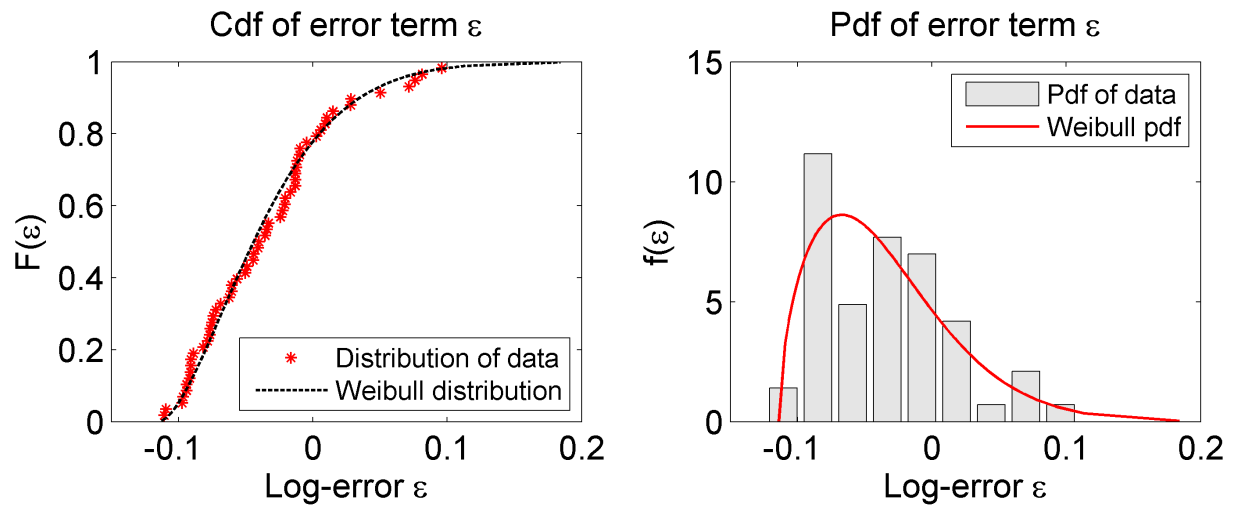 Cdf of error term ε
1
0.8
0.6
0.4
0.2
0
F(ε)
Distribution of data
Weibull distribution
-0.1 0 0.1 0.2
Log-error ε
Pdf of error term ε
15
10
5
0
f(ε)
Pdf of data
Weibull pdf
-0.1 0 0.1 0.2
Log-error ε